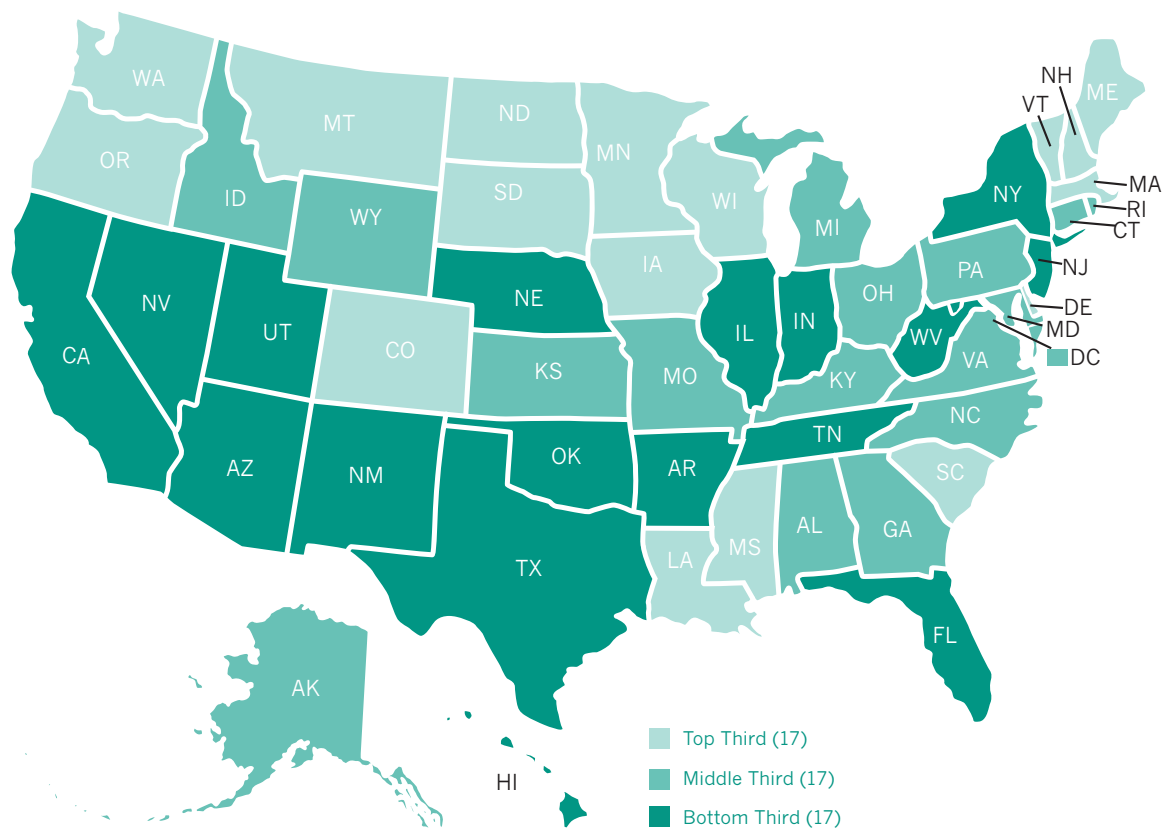 WA
MT
ND
MN
OR
ID
WY
SD
WI
MI
NH
VT
ME
NY
MA
RI
CT
NV
UT
CA
NE
IA
CO
KS
MO
IL
IN
OH
PA
NJ
DE
MD
DC
WV
VA
KY
NC
TN
SC
AZ
NM
OK
AR
TX
LA
MS
AL
GA
FL
AK
HI
Top Third (17)
Middle Third (17)
Bottom Third (17)